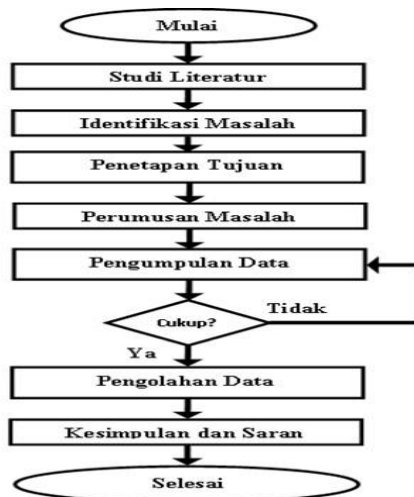 Mulai
Studi Literatur
Identifikasi Masalah
Penetapan Tujuan
Perumusan Masalah
Pengumpulan Data
Cukup?
Tidak
Ya
Pengolahan Data
Kesimpulan dan Saran
Selesai